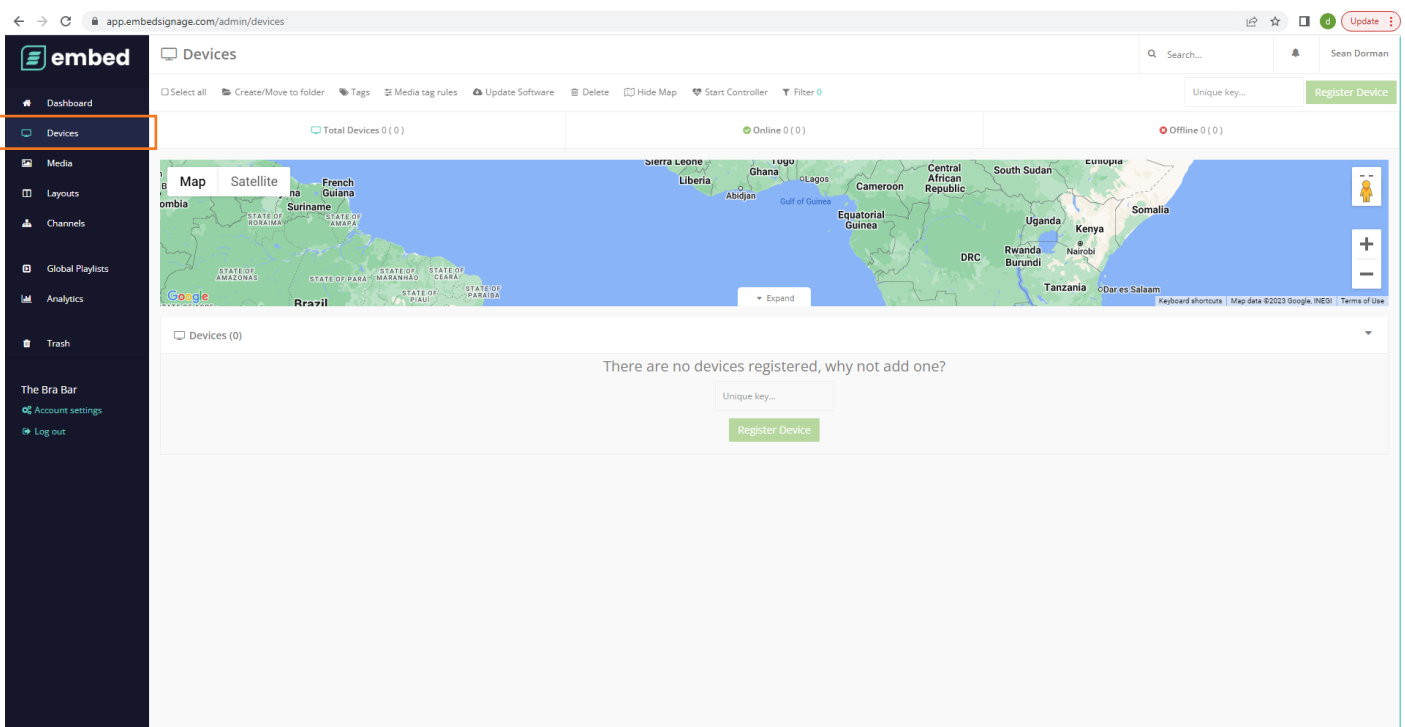 app.embedsignage.com/admin/devices
d
Update
embed
Devices
Search...
Sean Dorman
Select all Create/Move to folder Tags Media tag rules Update Software Delete Hide Map Start Controller Filter 0
Unique key...
Register Device
Total Devices 0 ( 0 )
Online 0 ( 0 )
Offline 0 ( 0 )
Dashboard
Devices
Media
Layouts
Channels
Global Playlists
Analytics
Trash
The Bra Bar
Account settings
Log out
Map Satellite
ombia
na
French
Guiana
Suriname
STATE OF
RORAIMA
STATE OF
AMAPÁ
STATE OF
AMAZONAS
STATE OF PARÁ
STATE OF
MARANHÃO
STATE OF
CEARÁ
STATE OF
PIAUÍ
STATE OF
PARAÍBA
Brazil
Google
Sierra Leone
Liberia
Togo
Ghana
Abidjan
Lagos
Gulf of Guinea
Cameroon
Equatorial
Guinea
Central
African
Republic
South Sudan
Ethiopia
Somalia
Uganda
Kenya
Nairobi
Rwanda
Burundi
DRC
Tanzania
Dar es Salaam
Expand
Keyboard shortcuts Map data ©2023 Google, INEGI Terms of Use
Devices (0)
There are no devices registered, why not add one?
Unique key...
Register Device